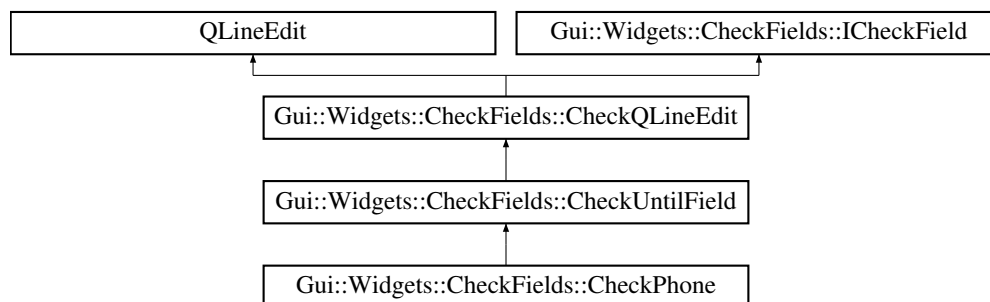 QLineEdit
Gui::Widgets::CheckFields::ICheckField
Gui::Widgets::CheckFields::CheckQLineEdit
Gui::Widgets::CheckFields::CheckUntilField
Gui::Widgets::CheckFields::CheckPhone